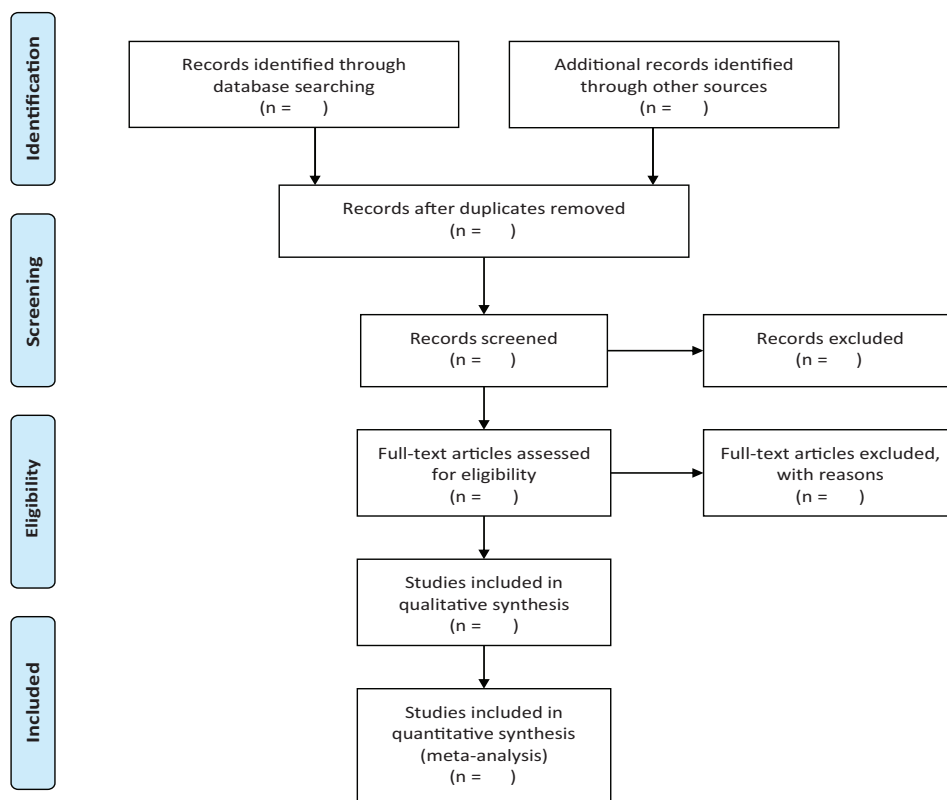 Identification
Records identified through
database searching
(n = )
Additional records identified
through other sources
(n = )
Records after duplicates removed
(n = )
Screening
Records screened
(n = )
Records excluded
(n = )
Eligibility
Full-text articles assessed
for eligibility
(n = )
Full-text articles excluded,
with reasons
(n = )
Studies included in
qualitative synthesis
(n = )
Included
Studies included in
quantitative synthesis
(meta-analysis)
(n = )